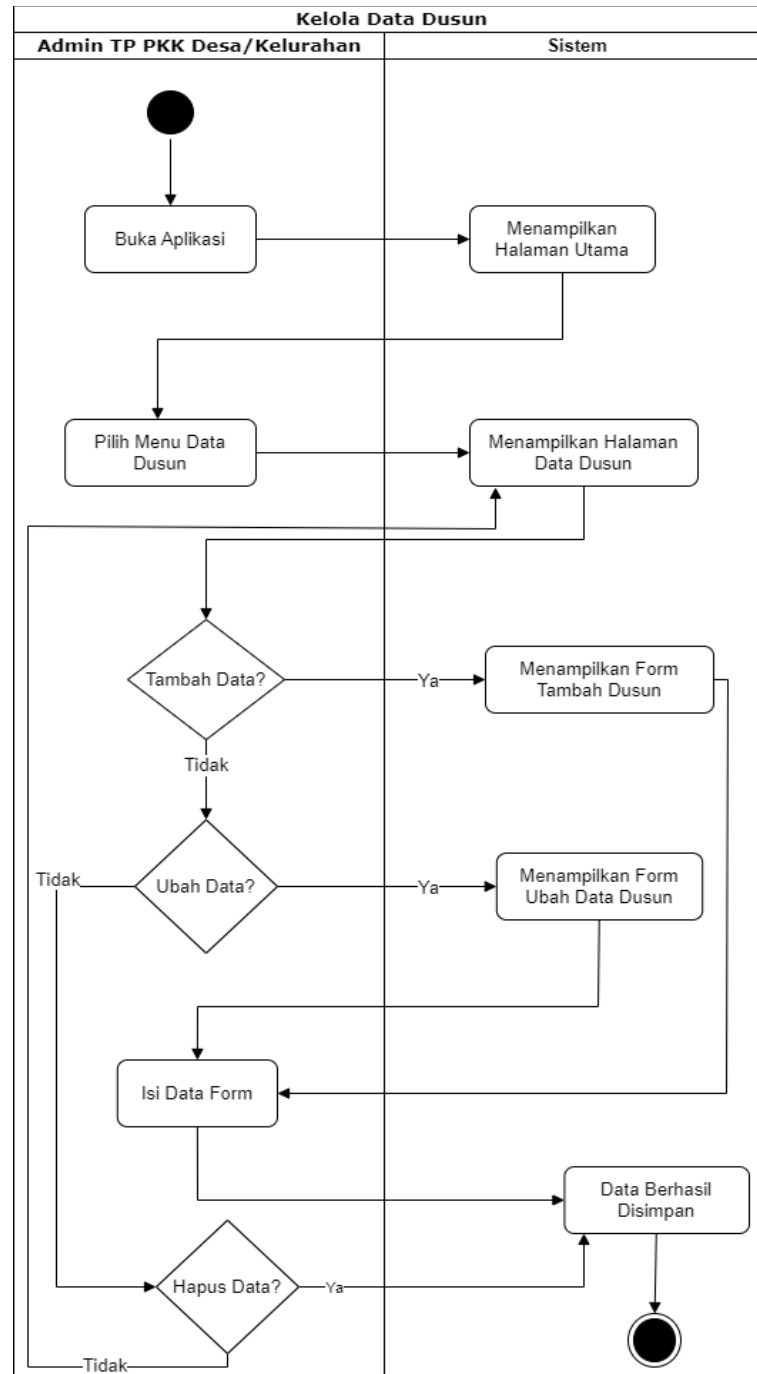 Kelola Data Dusun
Admin TP PKK Desa/Kelurahan
Sistem
Buka Aplikasi
Menampilkan
Halaman Utama
Pilih Menu Data
Dusun
Menampilkan Halaman
Data Dusun
Tambah Data?
Ya
Menampilkan Form
Tambah Dusun
Tidak
Tidak
Ubah Data?
Ya
Menampilkan Form
Ubah Data Dusun
Isi Data Form
Data Berhasil
Disimpan
Hapus Data?
Ya
Tidak